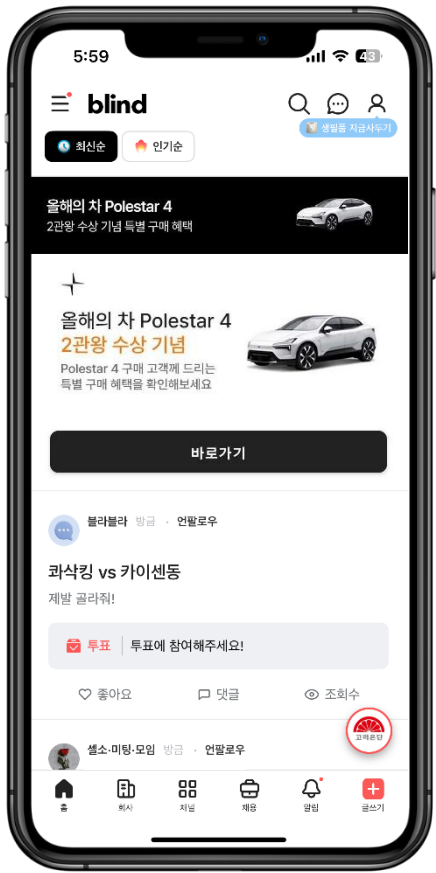 5:59
43
blind
생필품 지금사두기
최신순
인기순
올해의 차 Polestar 4
2관왕 수상 기념 특별 구매 혜택
올해의 차 Polestar 4
2관왕 수상 기념
Polestar 4 구매 고객께 드리는
특별 구매 혜택을 확인해보세요
바로가기
블라블라 방금 · 언팔로우
콰삭킹 vs 카이센동
제발 골라줘!
투표 투표에 참여해주세요!
좋아요 댓글 조회수
고려은단
셀소·미팅·모임 방금 · 언팔로우
홈 회사 채널 채용 알림 글쓰기